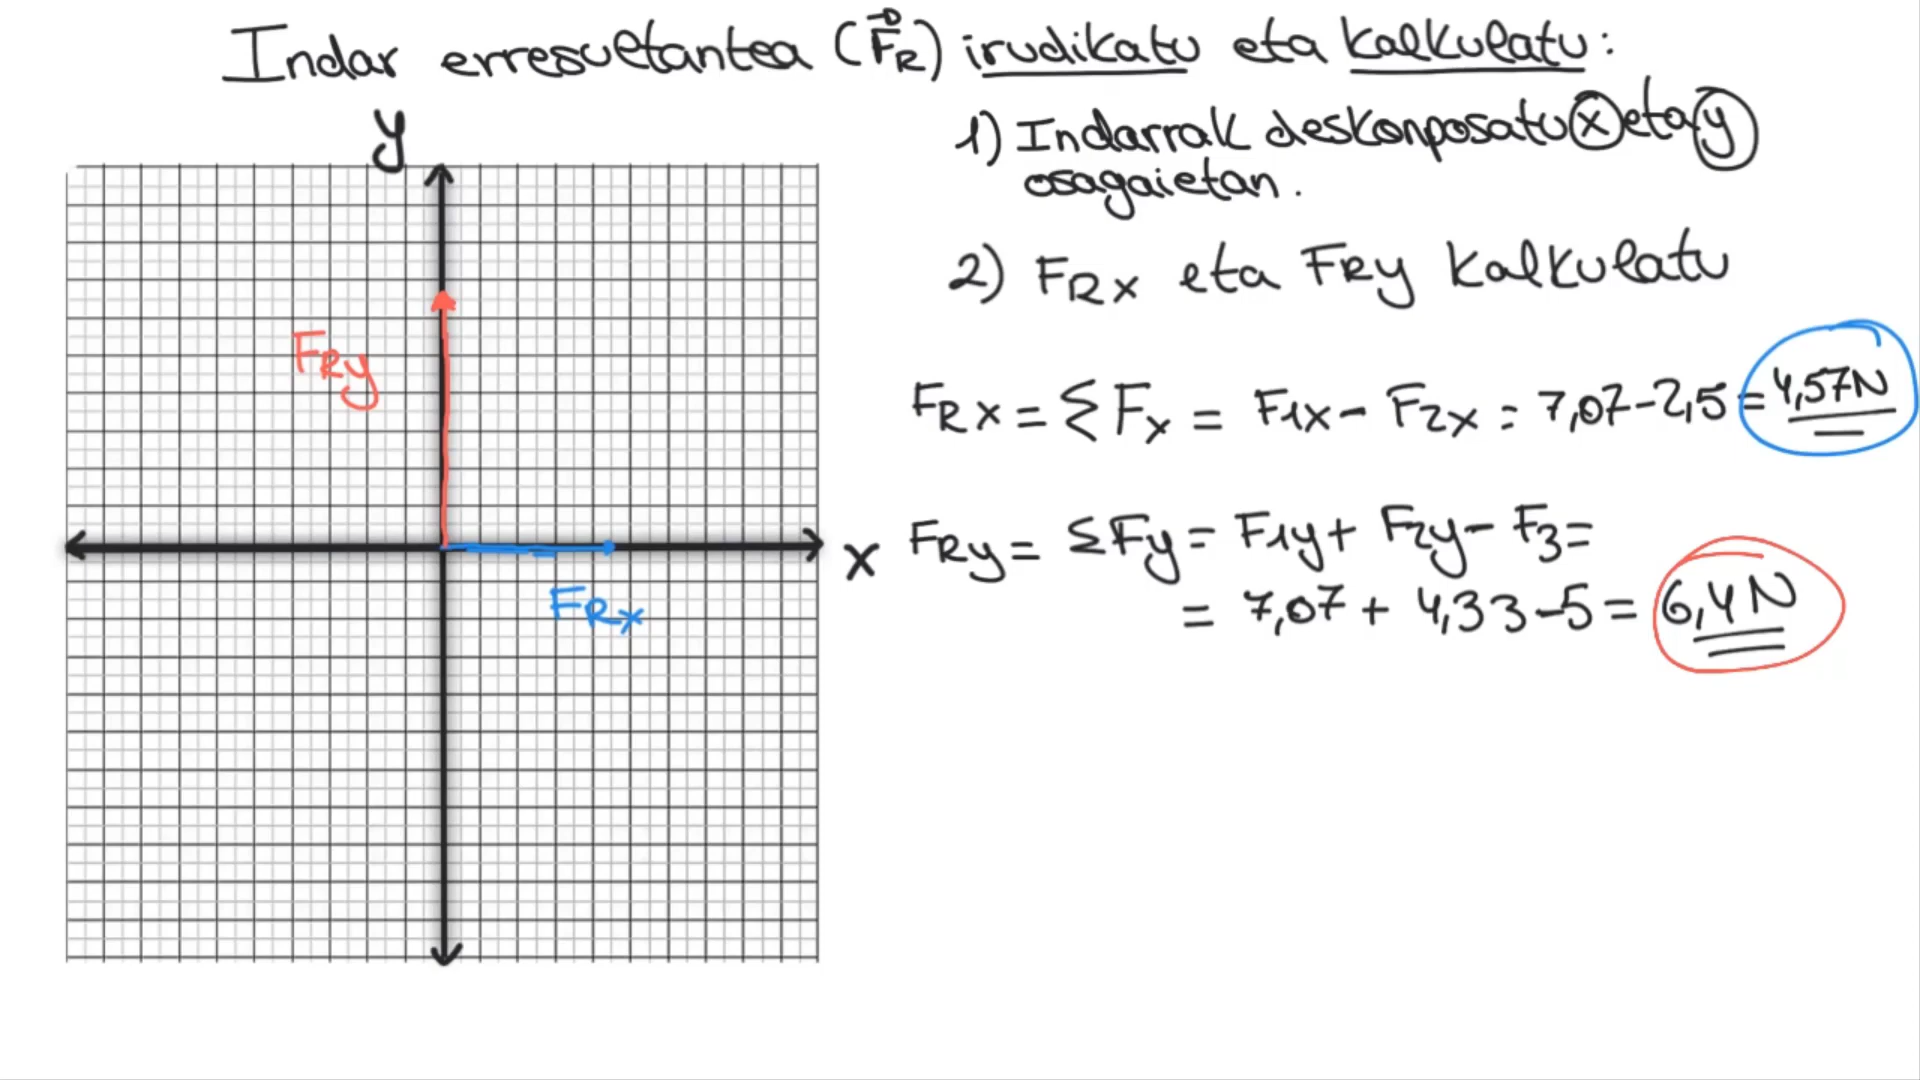 Indar erresultantea (F⃗R) irudikatu eta kalkulatu:
y
1) Indarrak deskonposatu x eta y
osagaietan.
2) FRx eta FRy kalkulatu
FRy
FRx = ΣFx = F1x - F2x = 7,07-2,5 = 4,57N
x
FRy = ΣFy = F1y + F2y - F3 =
= 7,07 + 4,33-5 = 6,4N
FRx